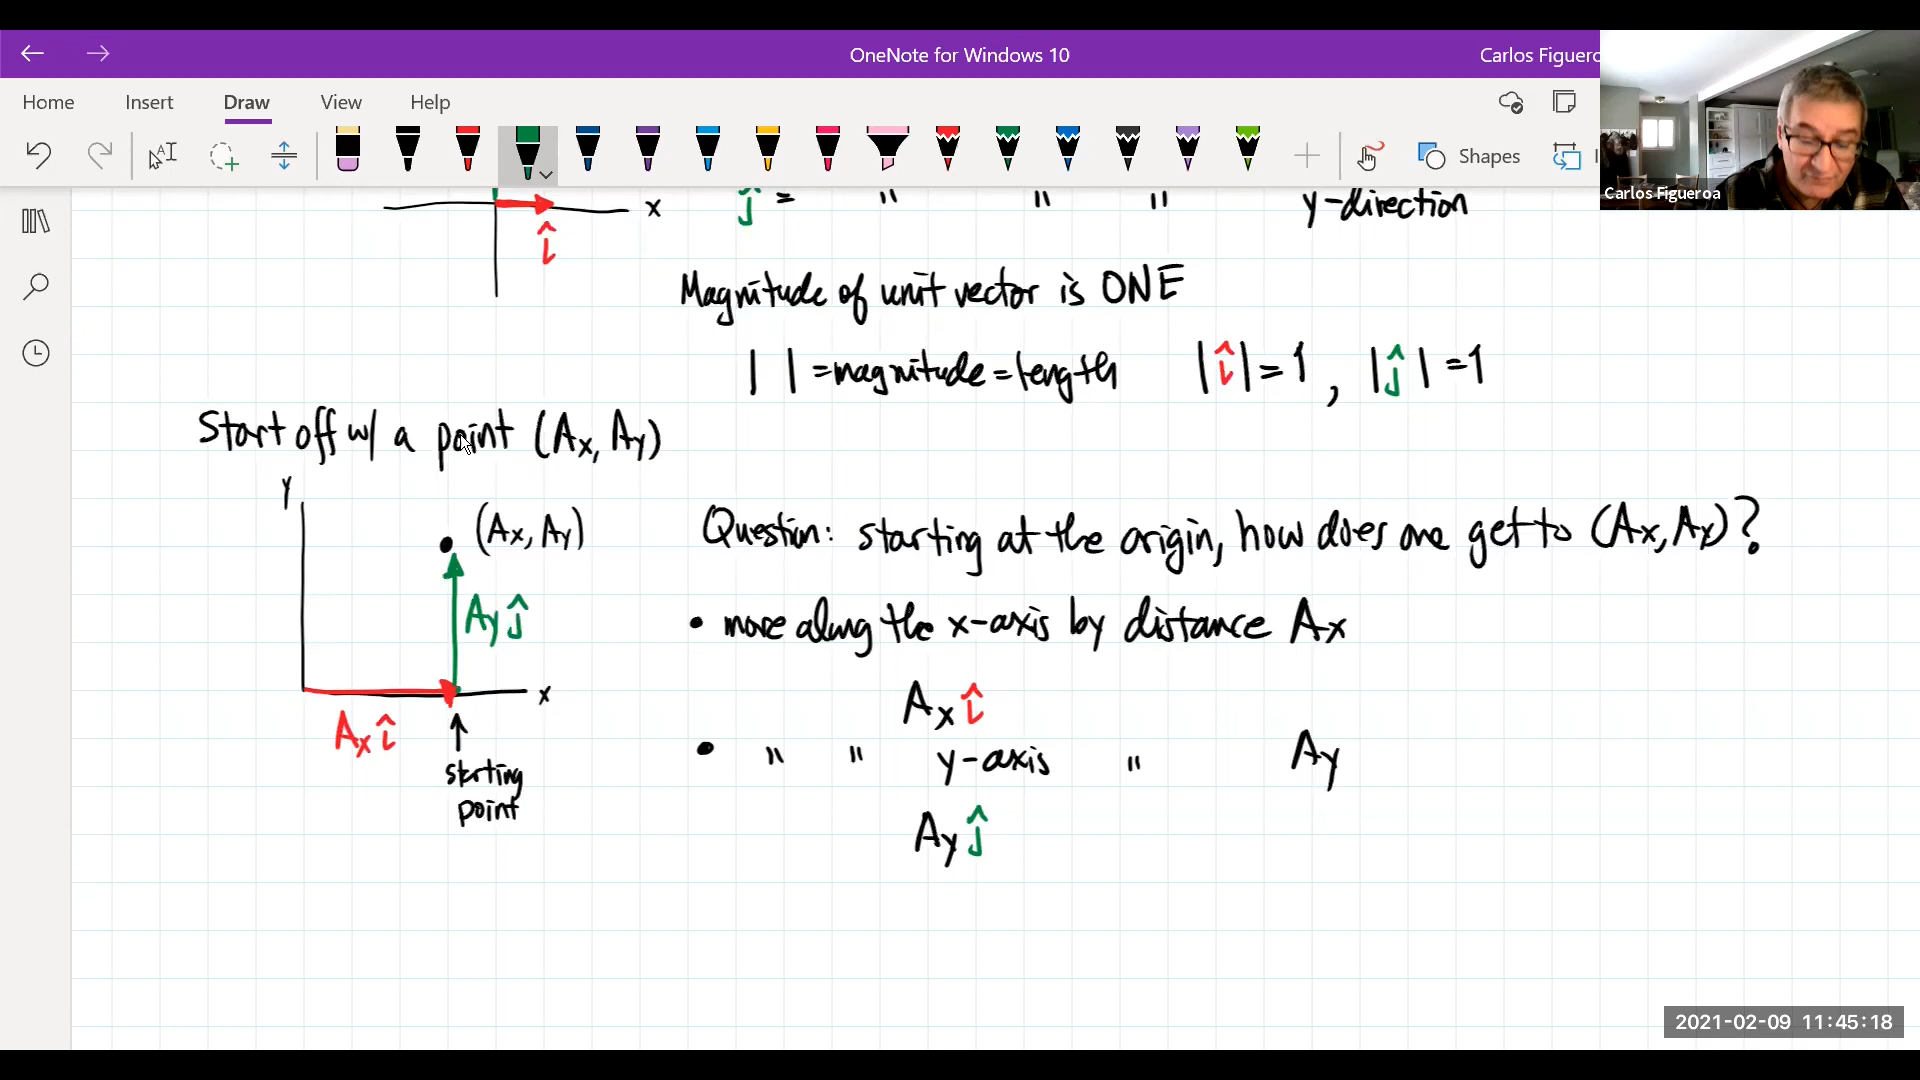 OneNote for Windows 10
Carlos Figuero
Home Insert Draw View Help
Shapes
Carlos Figueroa
x ĵ = " " " y-direction
î
Magnitude of unit vector is ONE
| | = magnitude = length |î| = 1 , |ĵ| = 1
Start off w/ a point (Ax, Ay)
y
(Ax, Ay)
Question: starting at the origin, how does one get to (Ax, Ay)?
Ay ĵ
• move along the x-axis by distance Ax
x
Ax î
Ax î
• " " y-axis " Ay
starting
point
Ay ĵ
2021-02-09 11:45:18